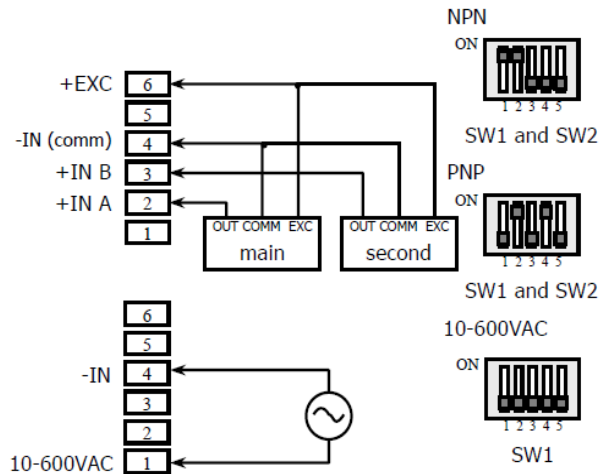 NPN
ON
1 2 3 4 5
SW1 and SW2
+EXC 6
5
-IN (comm) 4
+IN B 3
+IN A 2
1
OUT COMM EXC
main
OUT COMM EXC
second
PNP
ON
1 2 3 4 5
SW1 and SW2
10-600VAC
ON
1 2 3 4 5
SW1
6
5
-IN 4
3
2
10-600VAC 1